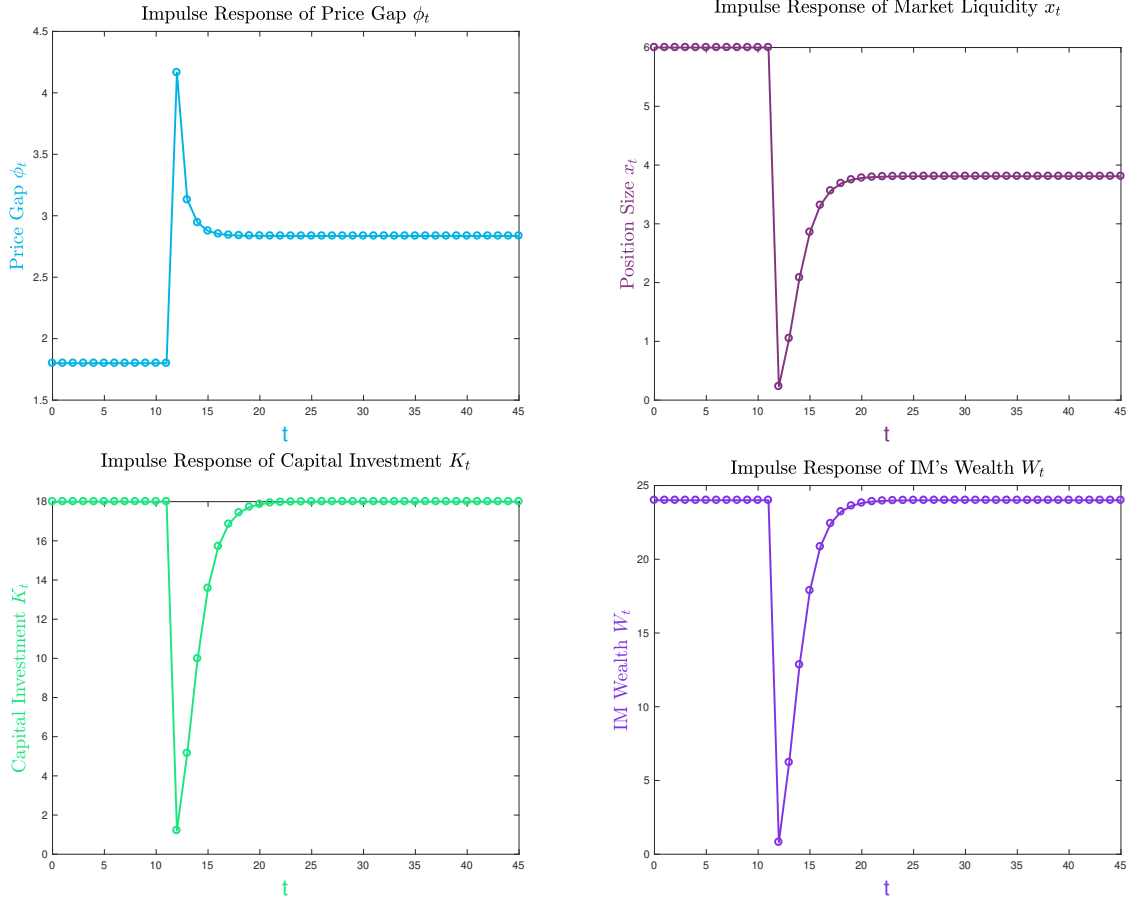 Impulse Response of Price Gap ϕₜ
Price Gap ϕₜ
4.5
4
3.5
3
2.5
2
1.5
0 5 10 15 20 25 30 35 40 45
t
Impulse Response of Market Liquidity xₜ
Position Size xₜ
6
5
4
3
2
1
0
0 5 10 15 20 25 30 35 40 45
t
Impulse Response of Capital Investment Kₜ
Capital Investment Kₜ
18
16
14
12
10
8
6
4
2
0
0 5 10 15 20 25 30 35 40 45
t
Impulse Response of IM's Wealth Wₜ
IM Wealth Wₜ
25
20
15
10
5
0
0 5 10 15 20 25 30 35 40 45
t